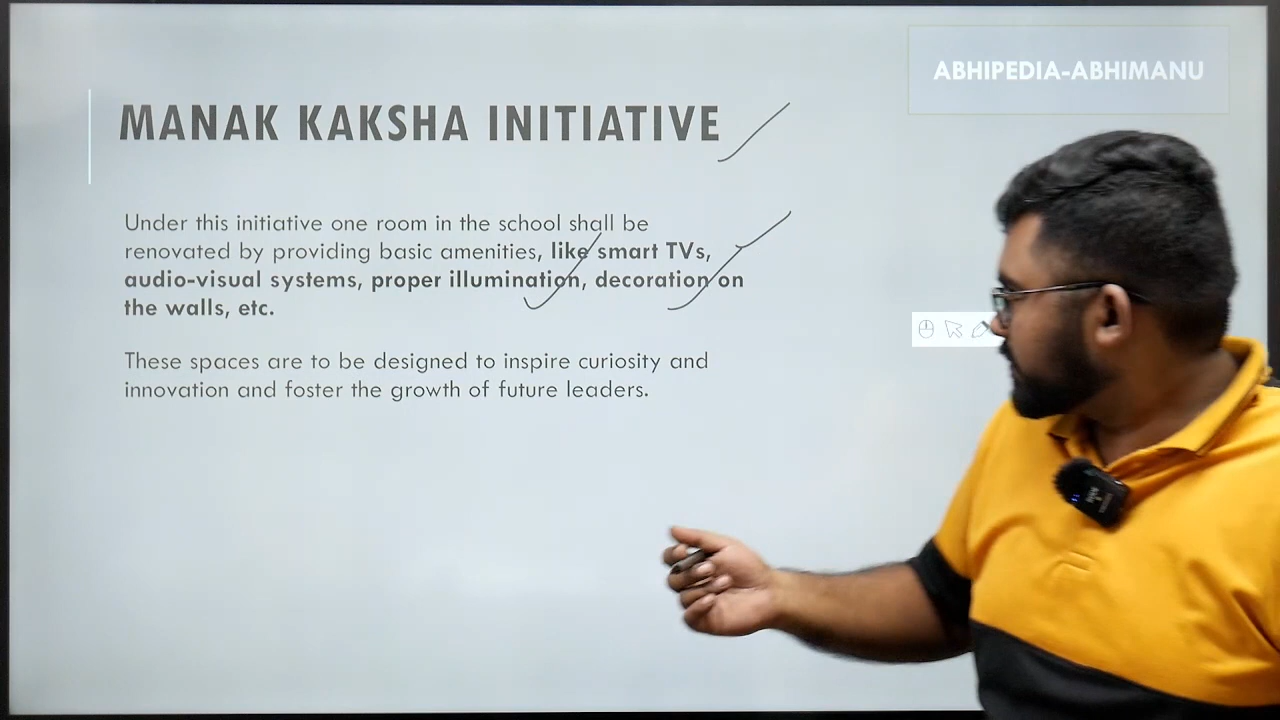 ABHIPEDIA-ABHIMANU
MANAK KAKSHA INITIATIVE
Under this initiative one room in the school shall be
renovated by providing basic amenities, like smart TVs,
audio-visual systems, proper illumination, decoration on
the walls, etc.
These spaces are to be designed to inspire curiosity and
innovation and foster the growth of future leaders.